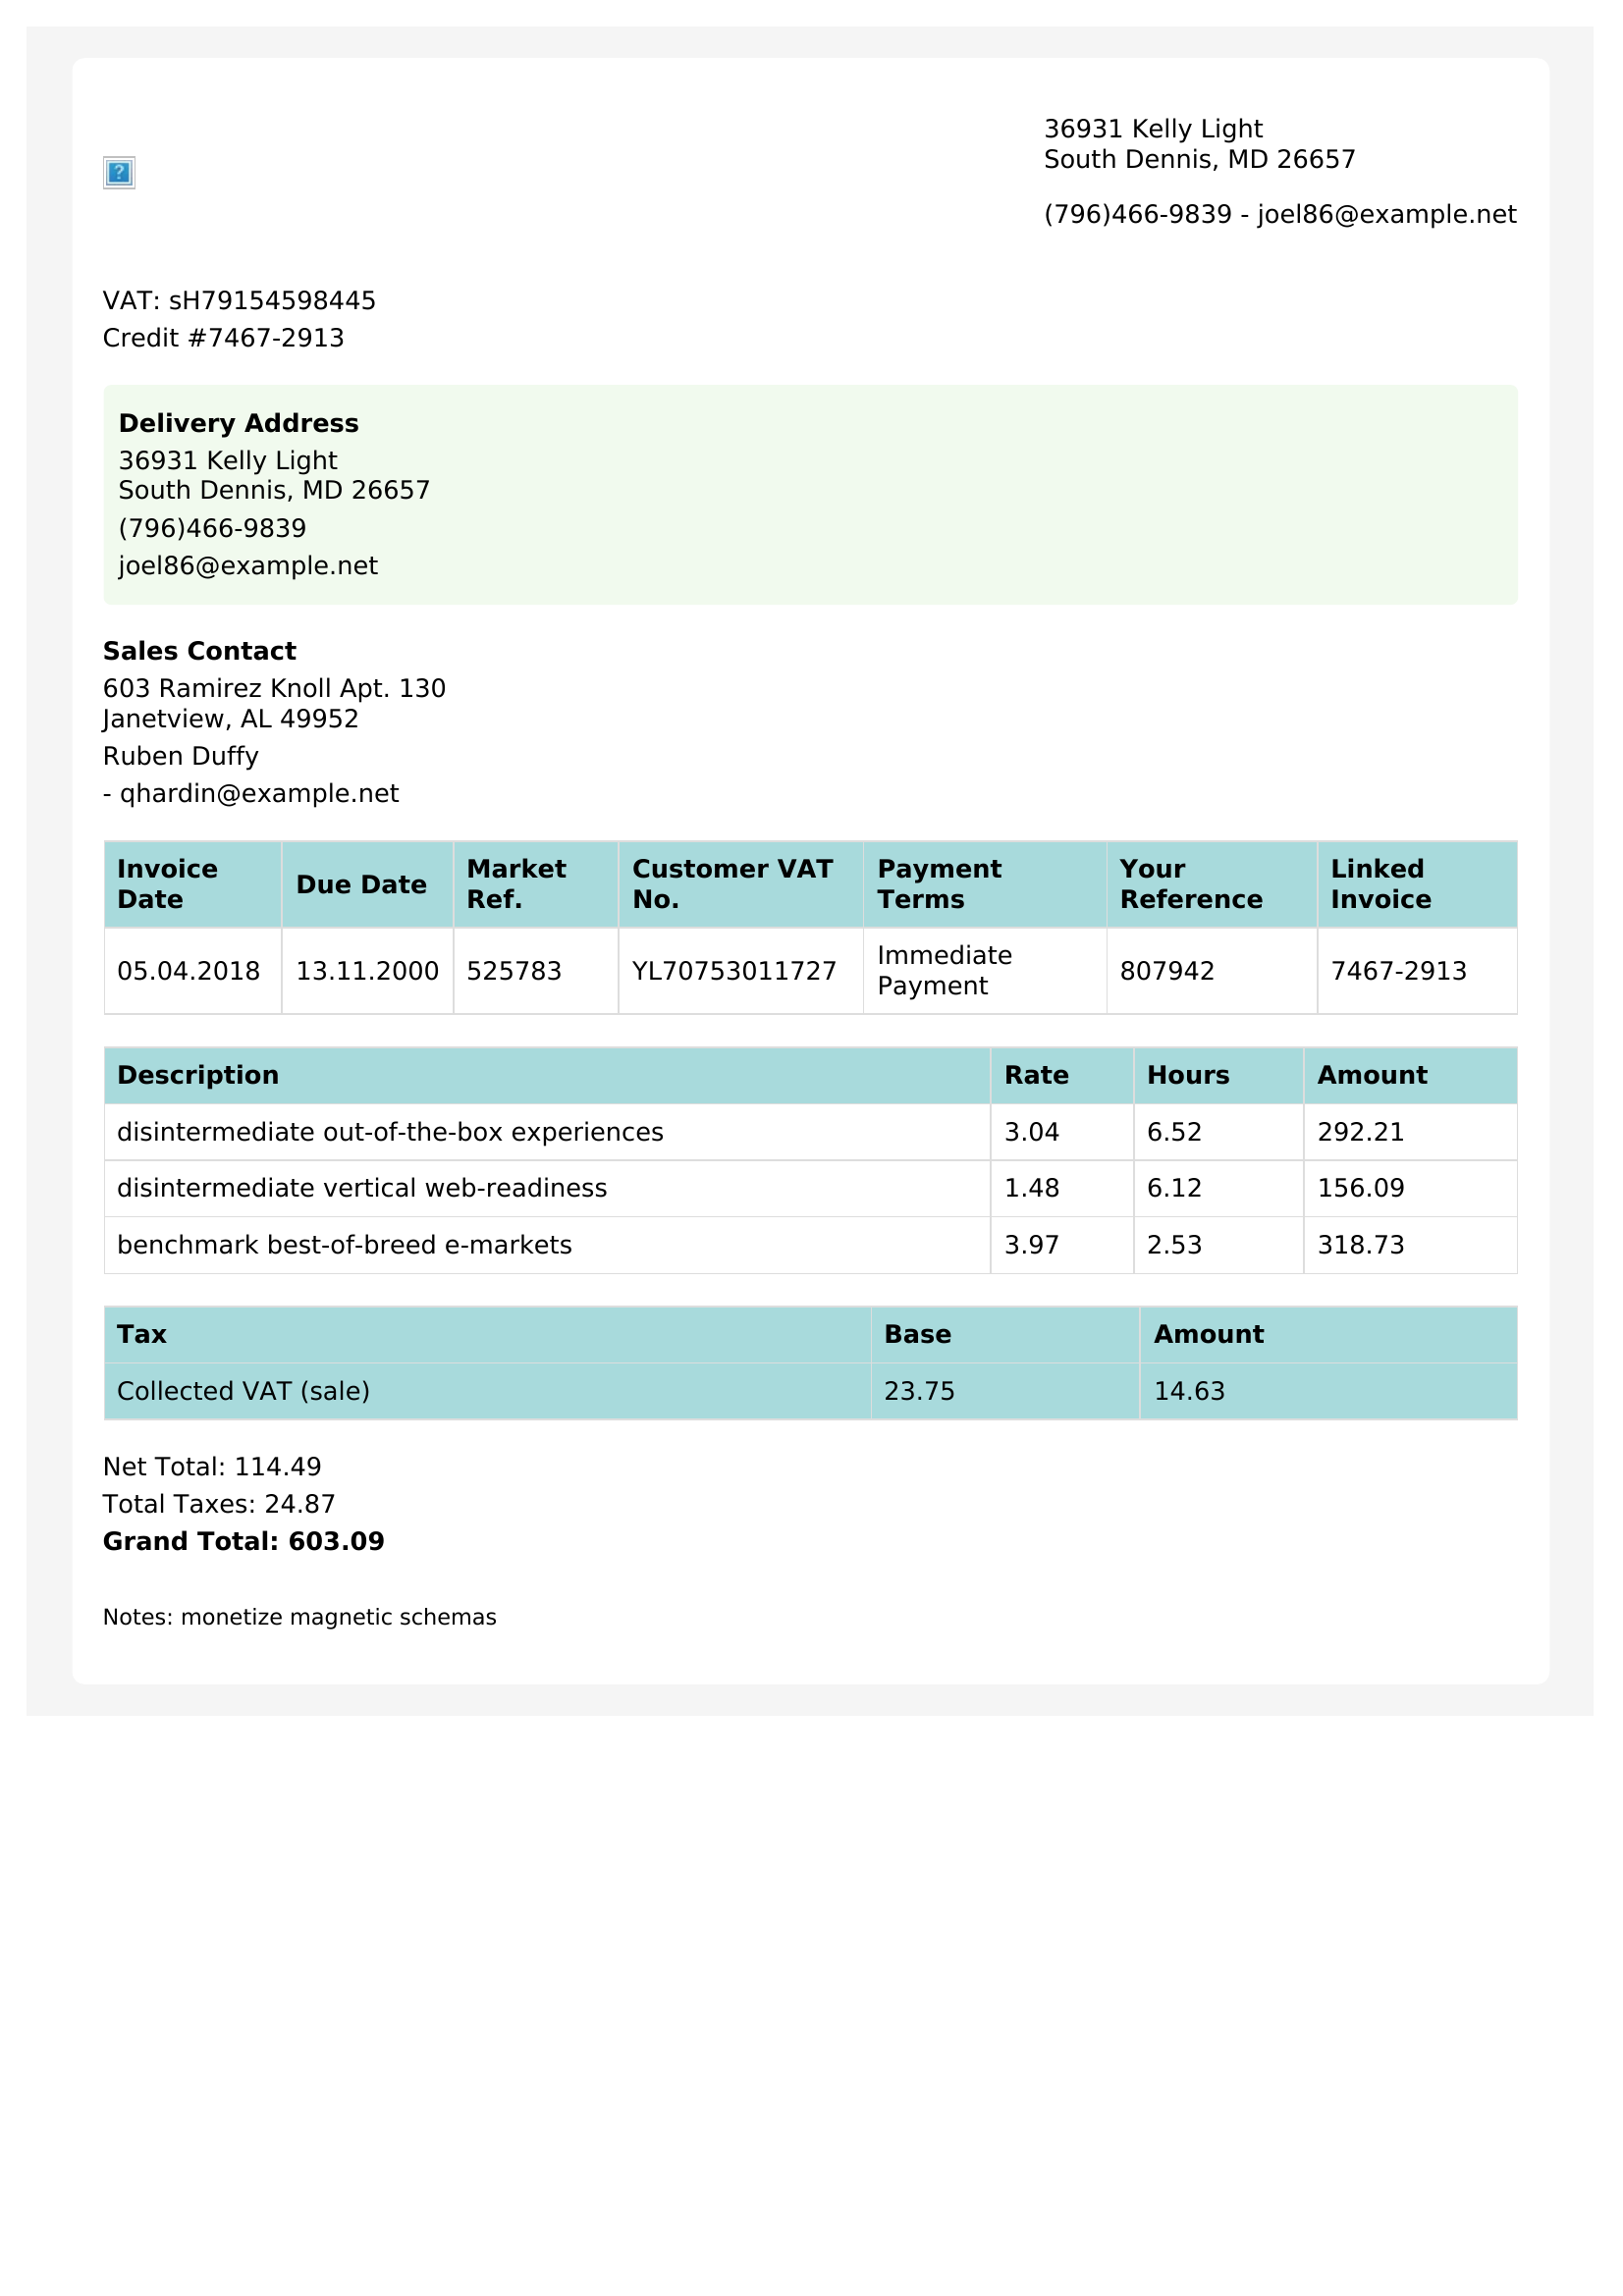 36931 Kelly Light
South Dennis, MD 26657
(796)466-9839 - joel86@example.net
VAT: sH79154598445
Credit #7467-2913
Delivery Address
36931 Kelly Light
South Dennis, MD 26657
(796)466-9839
joel86@example.net
Sales Contact
603 Ramirez Knoll Apt. 130
Janetview, AL 49952
Ruben Duffy
- qhardin@example.net
Invoice Date Due Date Market Ref. Customer VAT No. Payment Terms Your Reference Linked Invoice
05.04.2018 13.11.2000 525783 YL70753011727 Immediate Payment 807942 7467-2913
Description Rate Hours Amount
disintermediate out-of-the-box experiences 3.04 6.52 292.21
disintermediate vertical web-readiness 1.48 6.12 156.09
benchmark best-of-breed e-markets 3.97 2.53 318.73
Tax Base Amount
Collected VAT (sale) 23.75 14.63
Net Total: 114.49
Total Taxes: 24.87
Grand Total: 603.09
Notes: monetize magnetic schemas